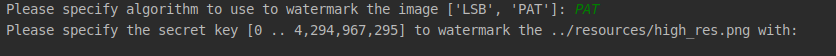 Please specify algorithm to use to watermark the image ['LSB', 'PAT']: PAT
Please specify the secret key [0 .. 4,294,967,295] to watermark the ../resources/high_res.png with: